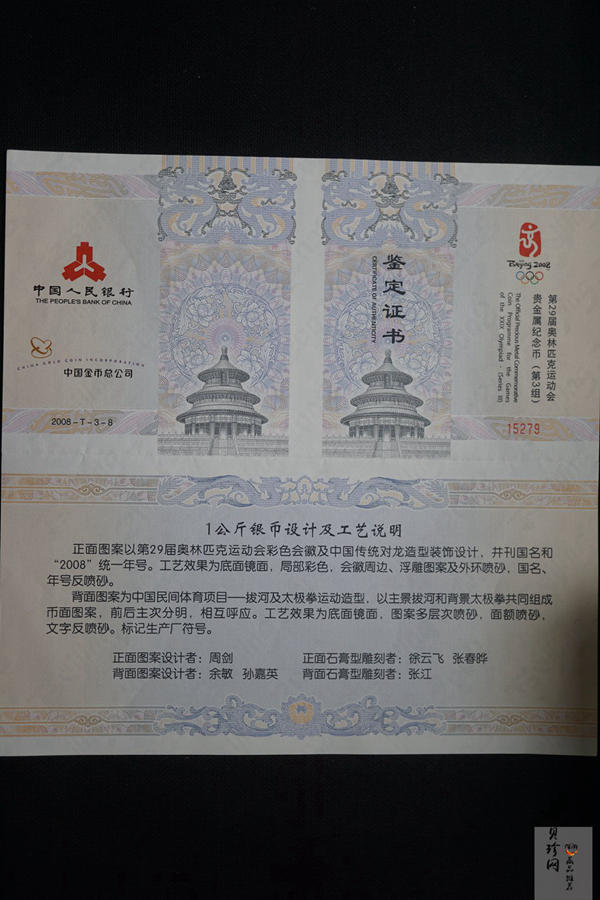 中国人民银行
THE PEOPLE'S BANK OF CHINA
CHINA GOLD COIN INCORPORATION
中国金币总公司
2008-T-3-8
鉴定证书
CERTIFICATE OF AUTHENTICITY
Beijing 2008
第29届奥林匹克运动会
贵金属纪念币（第3组）
The Official Precious Metal Commemorative
Coin Programme for the Games
of the XXIX Olympiad - (Series III)
15279
1公斤银币设计及工艺说明
正面图案以第29届奥林匹克运动会彩色会徽及中国传统对龙造型装饰设计，并刊国名和
“2008”统一年号。工艺效果为底面镜面，局部彩色，会徽周边、浮雕图案及外环喷砂，国名、
年号反喷砂。
背面图案为中国民间体育项目——拔河及太极拳运动造型，以主景拔河和背景太极拳共同组成
币面图案，前后主次分明，相互呼应。工艺效果为底面镜面，图案多层次喷砂，面额喷砂，
文字反喷砂。标记生产厂符号。
正面图案设计者：周剑 正面石膏型雕刻者：徐云飞 张春晔
背面图案设计者：余敏 孙嘉英 背面石膏型雕刻者：张江
贝珍网